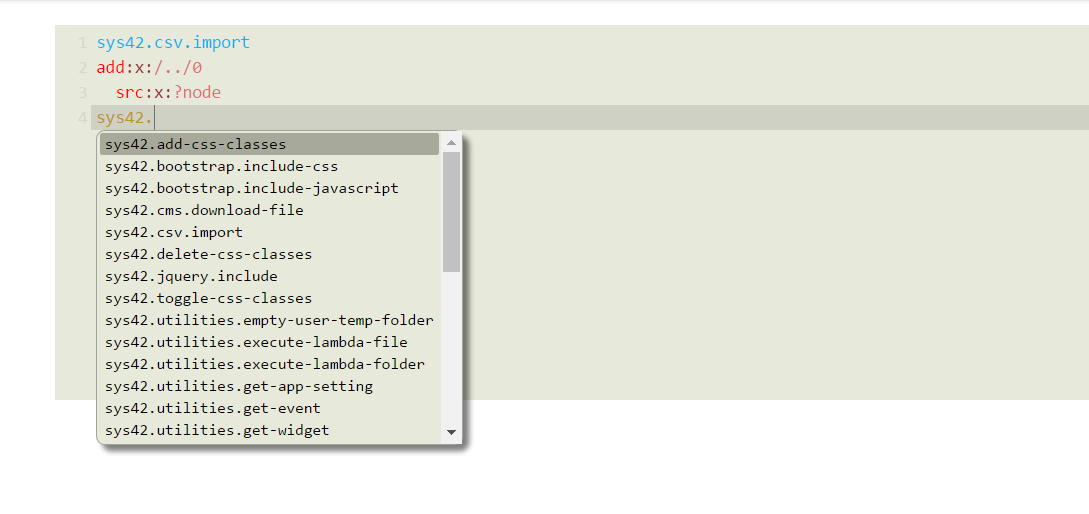 1 sys42.csv.import
2 add:x:/../0
3 src:x:?node
4 sys42.
sys42.add-css-classes
sys42.bootstrap.include-css
sys42.bootstrap.include-javascript
sys42.cms.download-file
sys42.csv.import
sys42.delete-css-classes
sys42.jquery.include
sys42.toggle-css-classes
sys42.utilities.empty-user-temp-folder
sys42.utilities.execute-lambda-file
sys42.utilities.execute-lambda-folder
sys42.utilities.get-app-setting
sys42.utilities.get-event
sys42.utilities.get-widget